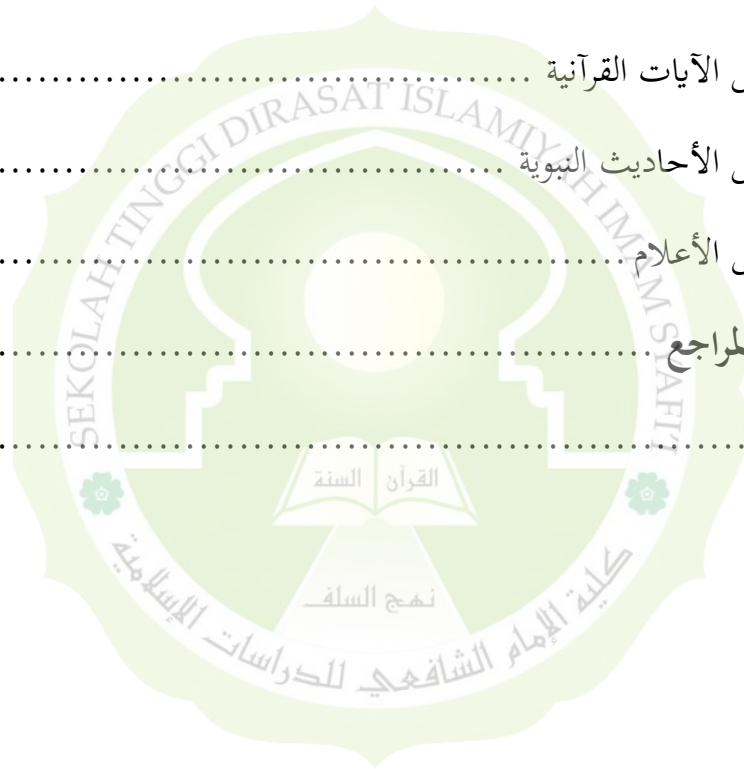 الآيات القرآنية ........................................
الأحاديث النبوية ........................................
الأعلام ........................................
........................................
SEKOLAH TINGGI DIRASAT ISLAMIYAH IMAM SYAFI'I
القرآن السنة
نهج السلف
كلية الإمام الشافعي للدراسات الإسلامية